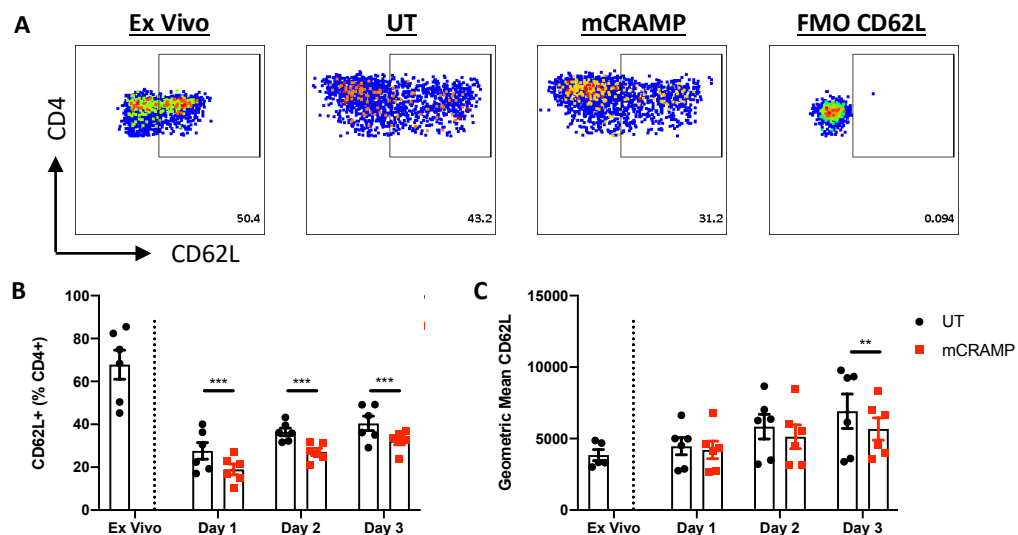 A
Ex Vivo
UT
mCRAMP
FMO CD62L
CD4
50.4
43.2
31.2
0.094
CD62L
B
100
80
60
40
20
0
CD62L+ (% CD4+)
***
***
***
Ex Vivo
Day 1
Day 2
Day 3
C
15000
10000
5000
0
Geometric Mean CD62L
**
Ex Vivo
Day 1
Day 2
Day 3
UT
mCRAMP